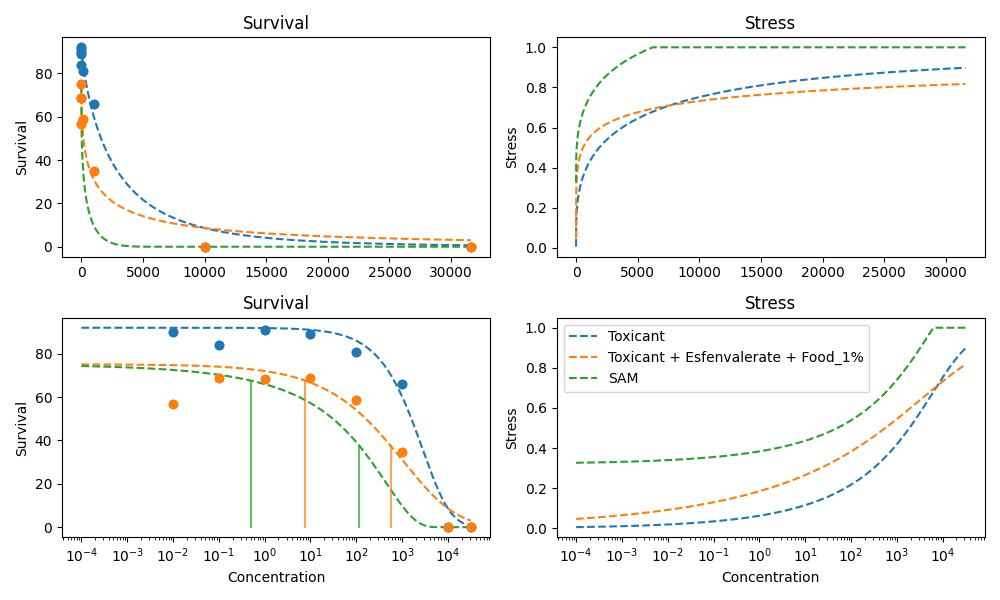 Survival
Survival
80
60
40
20
0
0 5000 10000 15000 20000 25000 30000
Stress
Stress
1.0
0.8
0.6
0.4
0.2
0.0
0 5000 10000 15000 20000 25000 30000
Survival
Survival
80
60
40
20
0
10⁻⁴ 10⁻³ 10⁻² 10⁻¹ 10⁰ 10¹ 10² 10³ 10⁴
Concentration
Stress
Stress
1.0
0.8
0.6
0.4
0.2
0.0
Toxicant
Toxicant + Esfenvalerate + Food_1%
SAM
10⁻⁴ 10⁻³ 10⁻² 10⁻¹ 10⁰ 10¹ 10² 10³ 10⁴
Concentration